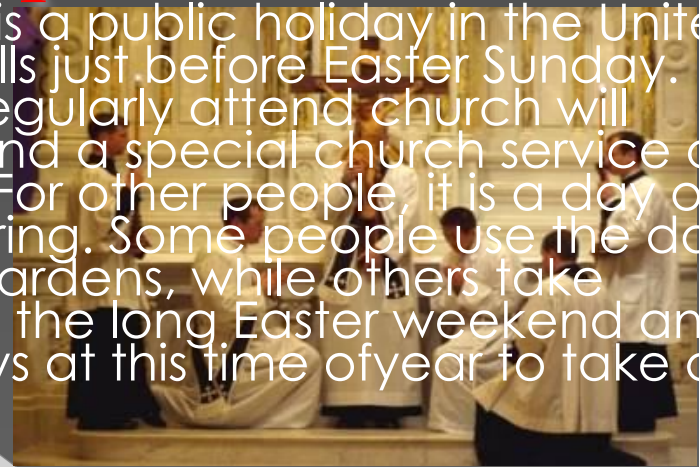 is a public holiday in the Unite
lls just before Easter Sunday.
egularly attend church will
nd a special church service
For other people, it is a day o
ring. Some people use the da
ardens, while others take
the long Easter weekend an
ys at this time ofyear to take